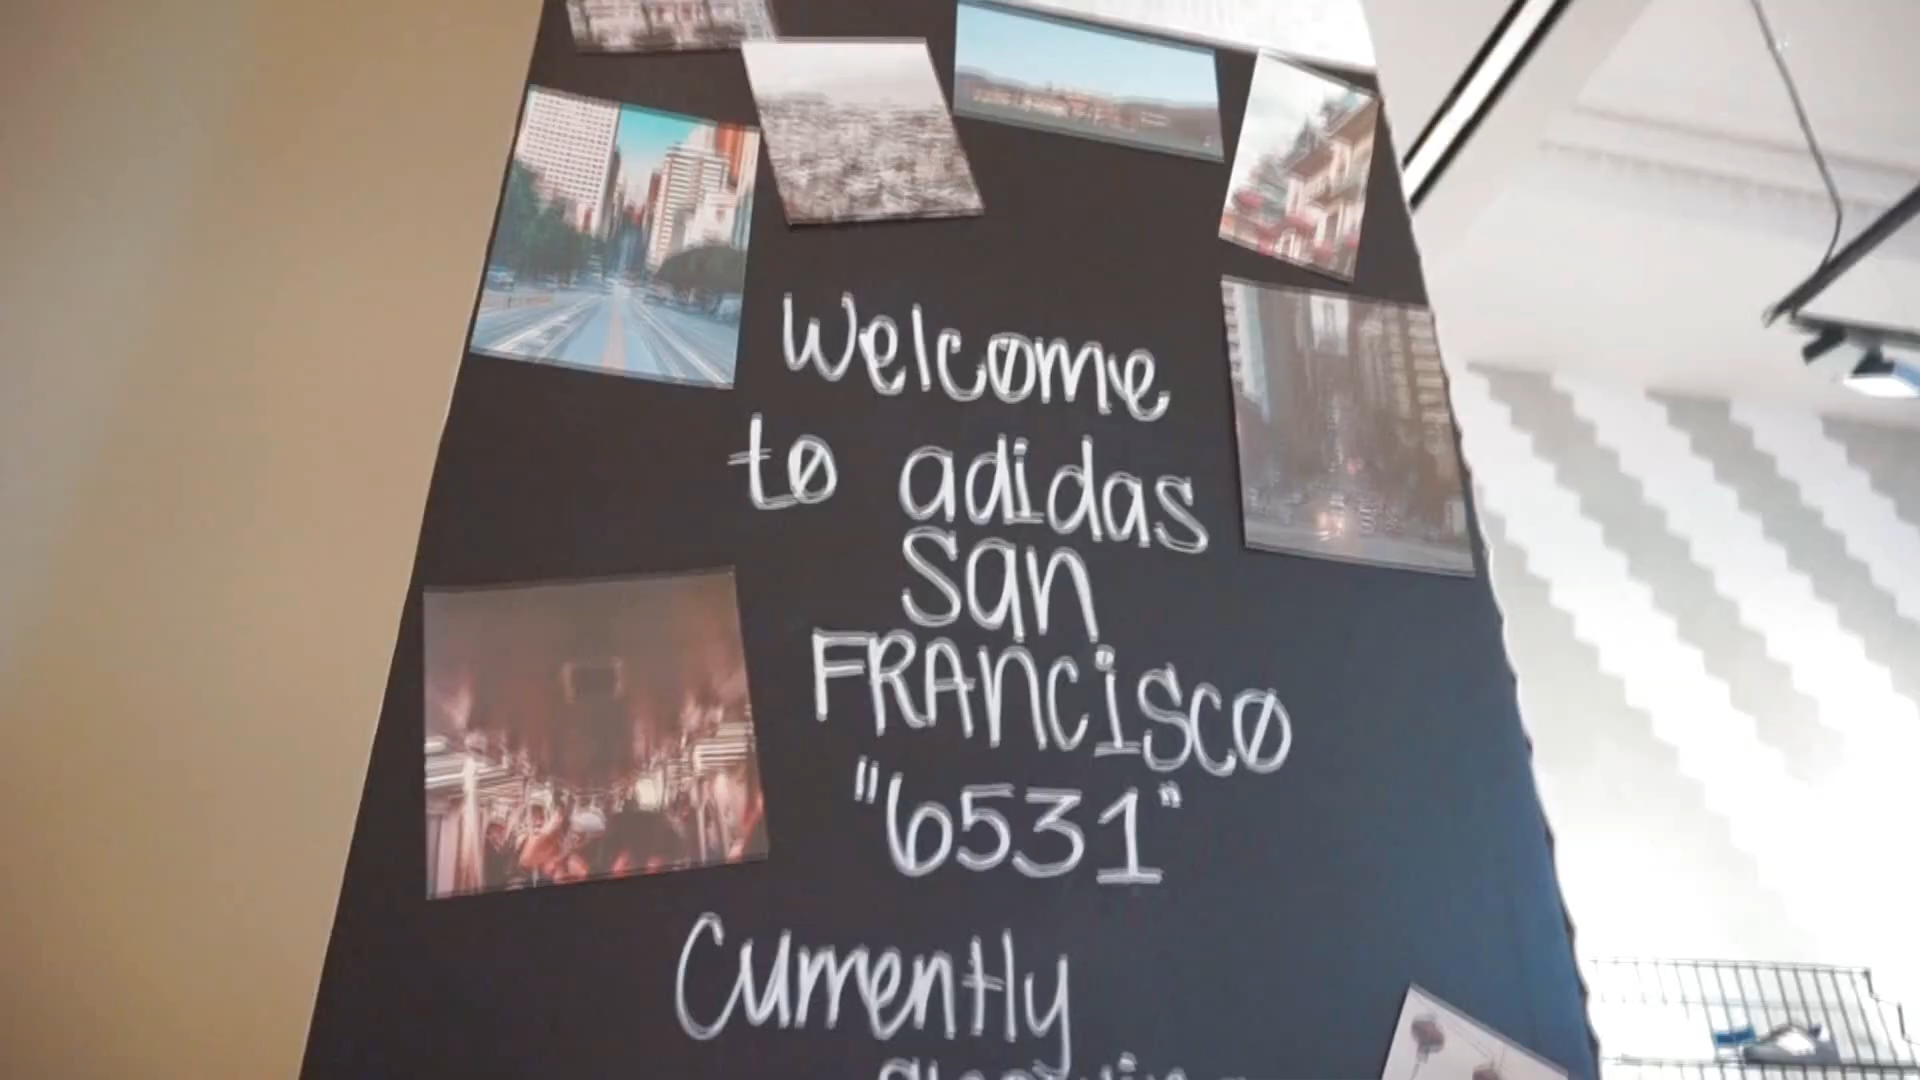 Welcome
to adidas
San
FRANCiSCO
"6531"
Currently